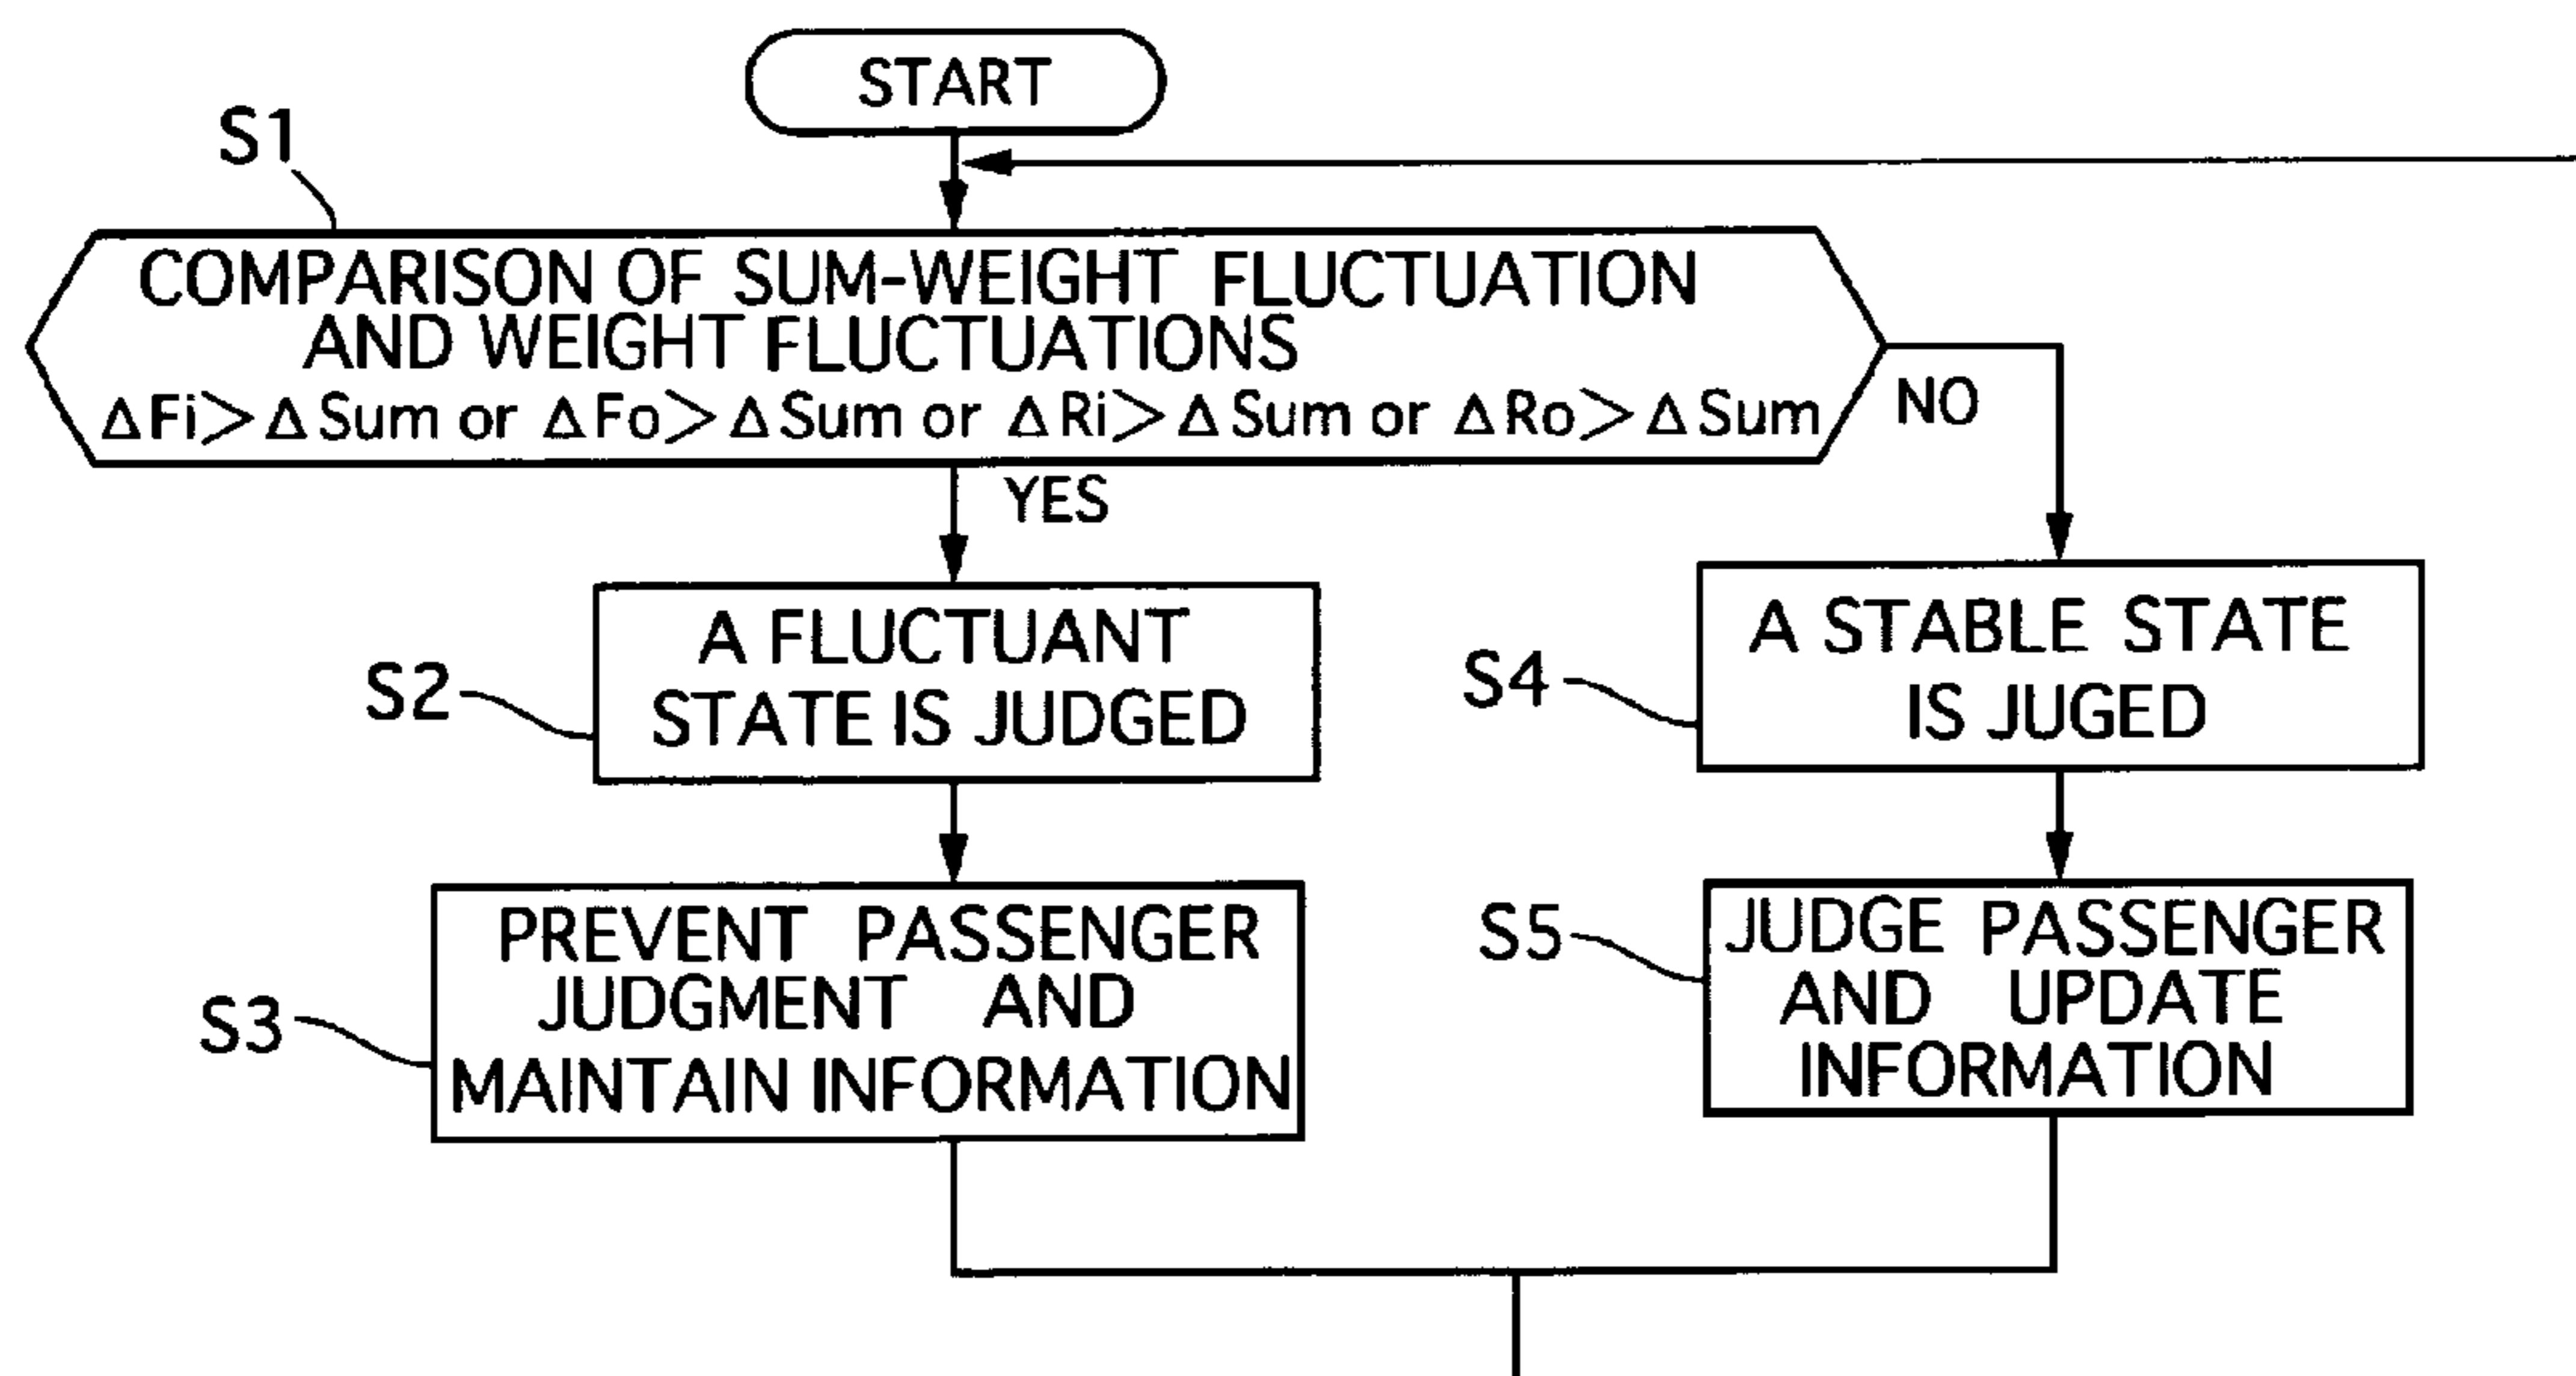 START
S1
COMPARISON OF SUM-WEIGHT FLUCTUATION
AND WEIGHT FLUCTUATIONS
ΔFi>ΔSum or ΔFo>ΔSum or ΔRi>ΔSum or ΔRo>ΔSum
NO
YES
S2
A FLUCTUANT
STATE IS JUDGED
S4
A STABLE STATE
IS JUGED
S3
PREVENT PASSENGER
JUDGMENT AND
MAINTAIN INFORMATION
S5
JUDGE PASSENGER
AND UPDATE
INFORMATION